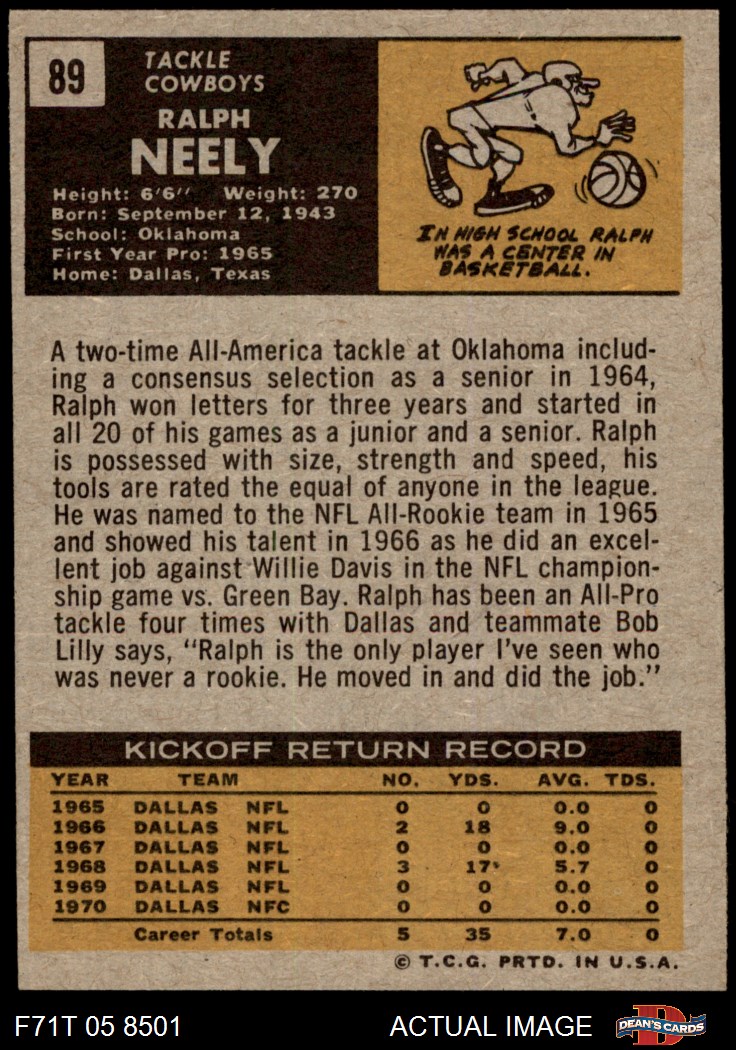 89
TACKLE
COWBOYS
RALPH
NEELY
Height: 6'6" Weight: 270
Born: September 12, 1943
School: Oklahoma
First Year Pro: 1965
Home: Dallas, Texas
IN HIGH SCHOOL RALPH
WAS A CENTER IN
BASKETBALL.
A two-time All-America tackle at Oklahoma includ-
ing a consensus selection as a senior in 1964,
Ralph won letters for three years and started in
all 20 of his games as a junior and a senior. Ralph
is possessed with size, strength and speed, his
tools are rated the equal of anyone in the league.
He was named to the NFL All-Rookie team in 1965
and showed his talent in 1966 as he did an excel-
lent job against Willie Davis in the NFL champion-
ship game vs. Green Bay. Ralph has been an All-Pro
tackle four times with Dallas and teammate Bob
Lilly says, "Ralph is the only player I've seen who
was never a rookie. He moved in and did the job."
KICKOFF RETURN RECORD
YEAR TEAM NO. YDS. AVG. TDS.
1965 DALLAS NFL 0 0 0.0 0
1966 DALLAS NFL 2 18 9.0 0
1967 DALLAS NFL 0 0 0.0 0
1968 DALLAS NFL 3 17 5.7 0
1969 DALLAS NFL 0 0 0.0 0
1970 DALLAS NFC 0 0 0.0 0
Career Totals 5 35 7.0 0
© T.C.G. PRTD. IN U.S.A.
F71T 05 8501 ACTUAL IMAGE D DEAN'S CARDS